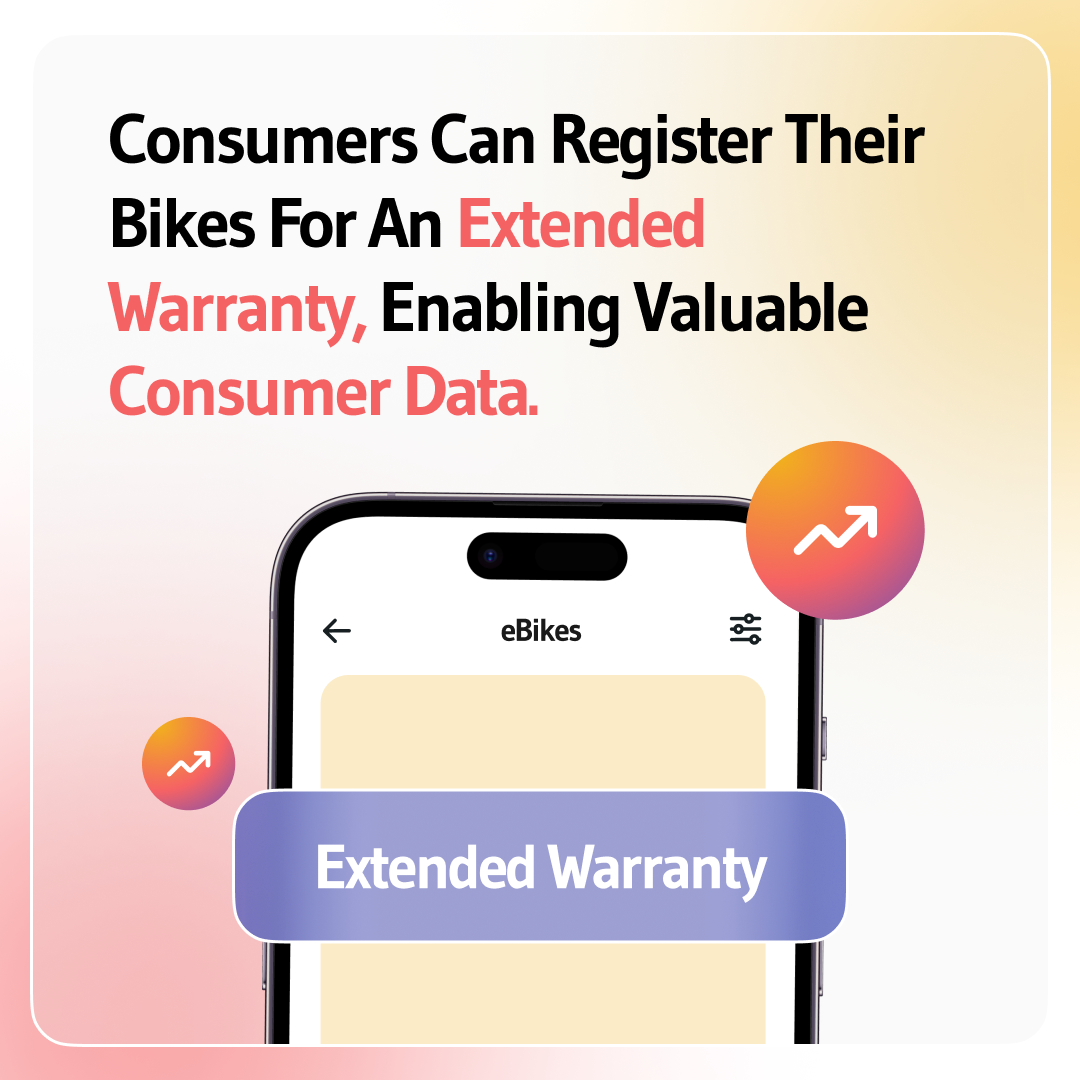 Consumers Can Register Their
Bikes For An Extended
Warranty, Enabling Valuable
Consumer Data.
eBikes
Extended Warranty